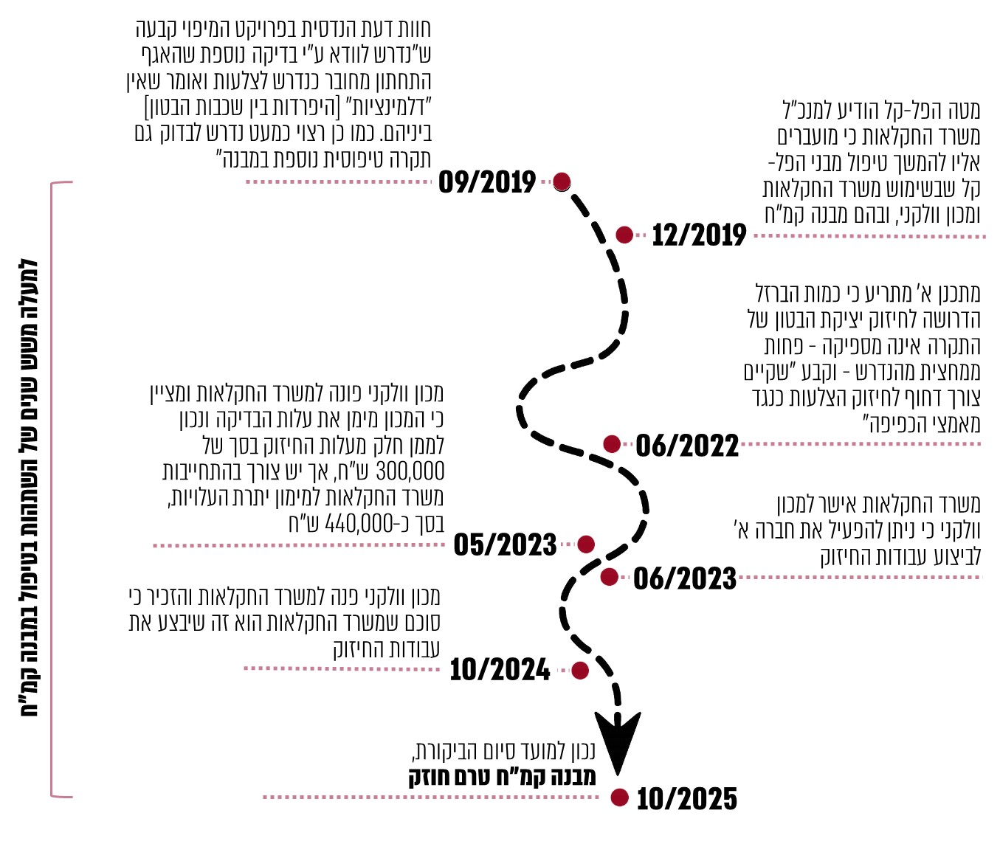 חוות דעת הנדסית בפרויקט המיפוי קבעה
ש"נדרש לוודא ע"י בדיקה נוספת שהאגף
התחתון מחובר כנדרש לצלעות ואומר שאין
"דלמינציות" [היפרדות בין שכבות הבטון]
ביניהם. כמו כן רצוי כמעט נדרש לבדוק גם
תקרה טיפוסית נוספת במבנה"
09/2019
מטה הפל-קל הודיע למנכ"ל
משרד החקלאות כי מועברים
אליו להמשך טיפול מבני הפל-
קל שבשימוש משרד החקלאות
ומכון וולקני, ובהם מבנה קמ"ח
12/2019
מתכנן א' מתריע כי כמות הברזל
הדרושה לחיזוק יציקת הבטון של
התקרה אינה מספיקה - פחות
ממחצית מהנדרש - וקבע "שקיים
צורך דחוף לחיזוק הצלעות כנגד
מאמצי הכפיפה"
06/2022
מכון וולקני פונה למשרד החקלאות ומציין
כי המכון מימן את עלות הבדיקה ונכון
לממן חלק מעלות החיזוק בסך של
300,000 ש"ח, אך יש צורך בהתחייבות
משרד החקלאות למימון יתרת העלויות,
בסך כ-440,000 ש"ח
05/2023
משרד החקלאות אישר למכון
וולקני כי ניתן להפעיל את חברה א'
לביצוע עבודות החיזוק
06/2023
מכון וולקני פנה למשרד החקלאות והזכיר כי
סוכם שמשרד החקלאות הוא זה שיבצע את
עבודות החיזוק
10/2024
נכון למועד סיום הביקורת,
מבנה קמ"ח טרם חוזק
10/2025
למעלה משש שנים של השתהות בטיפול במבנה קמ"ח